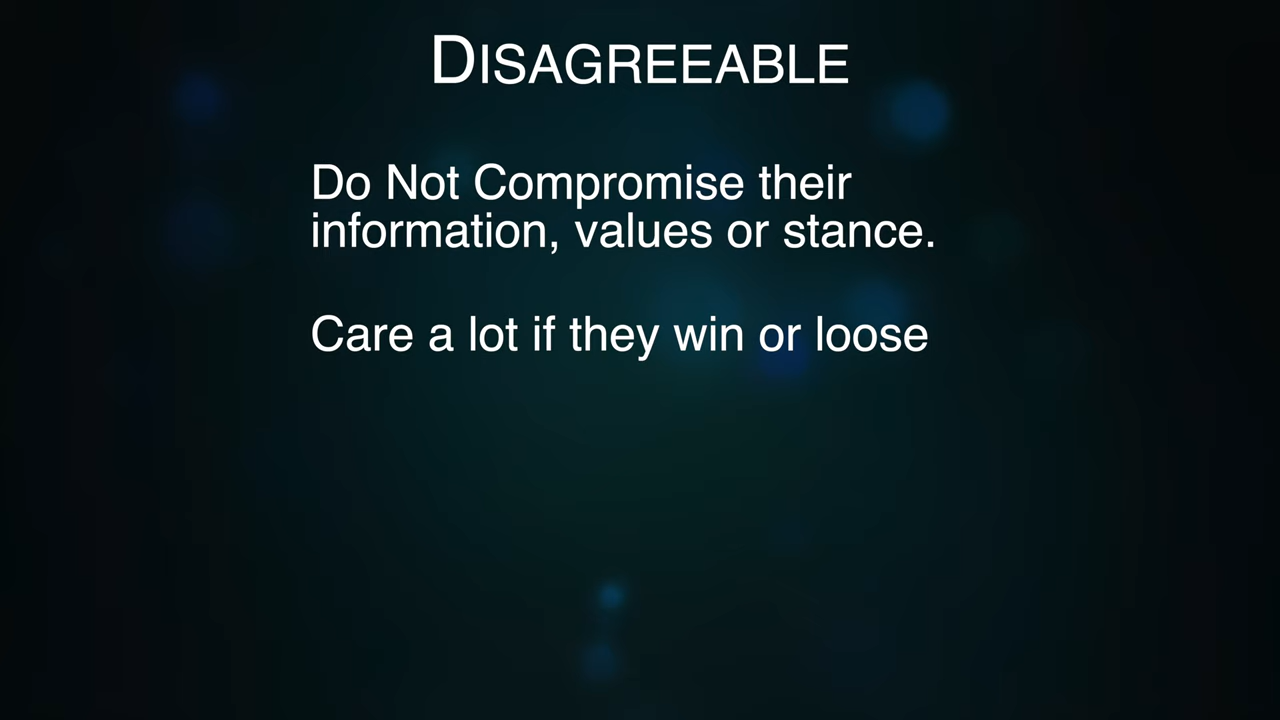 DISAGREEABLE
Do Not Compromise their
information, values or stance.
Care a lot if they win or loose